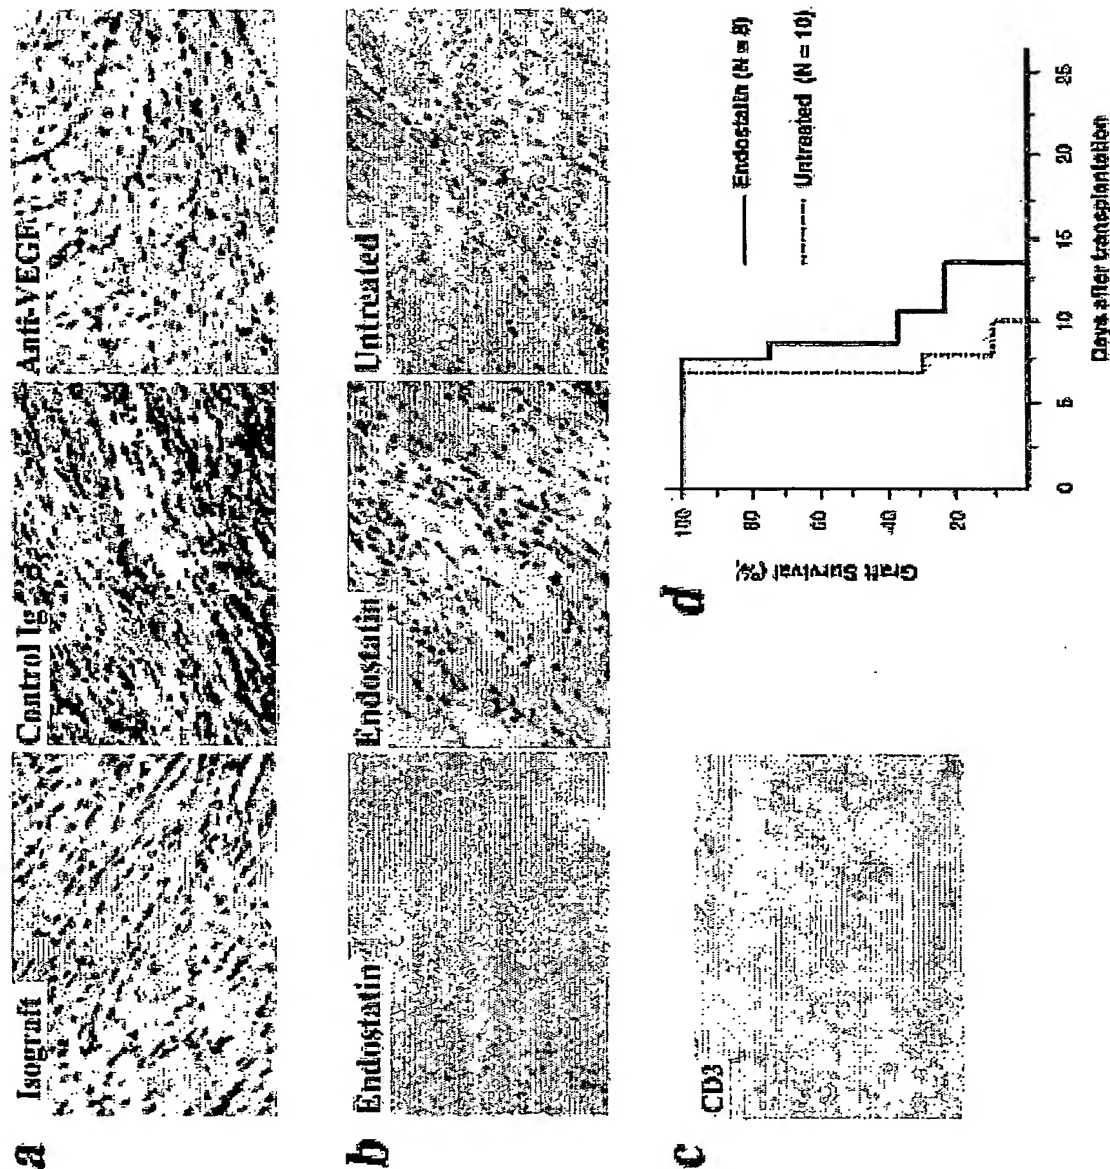 a
Isograft
Control Ig
Anti-VEGF
b
Endostatin
Endostatin
Untreated
c
CD3
d
Graft Survival (%)
100
80
60
40
20
0
5
10
15
20
25
Days after transplantation
Endostatin (N = 8)
Untreated (N = 10)